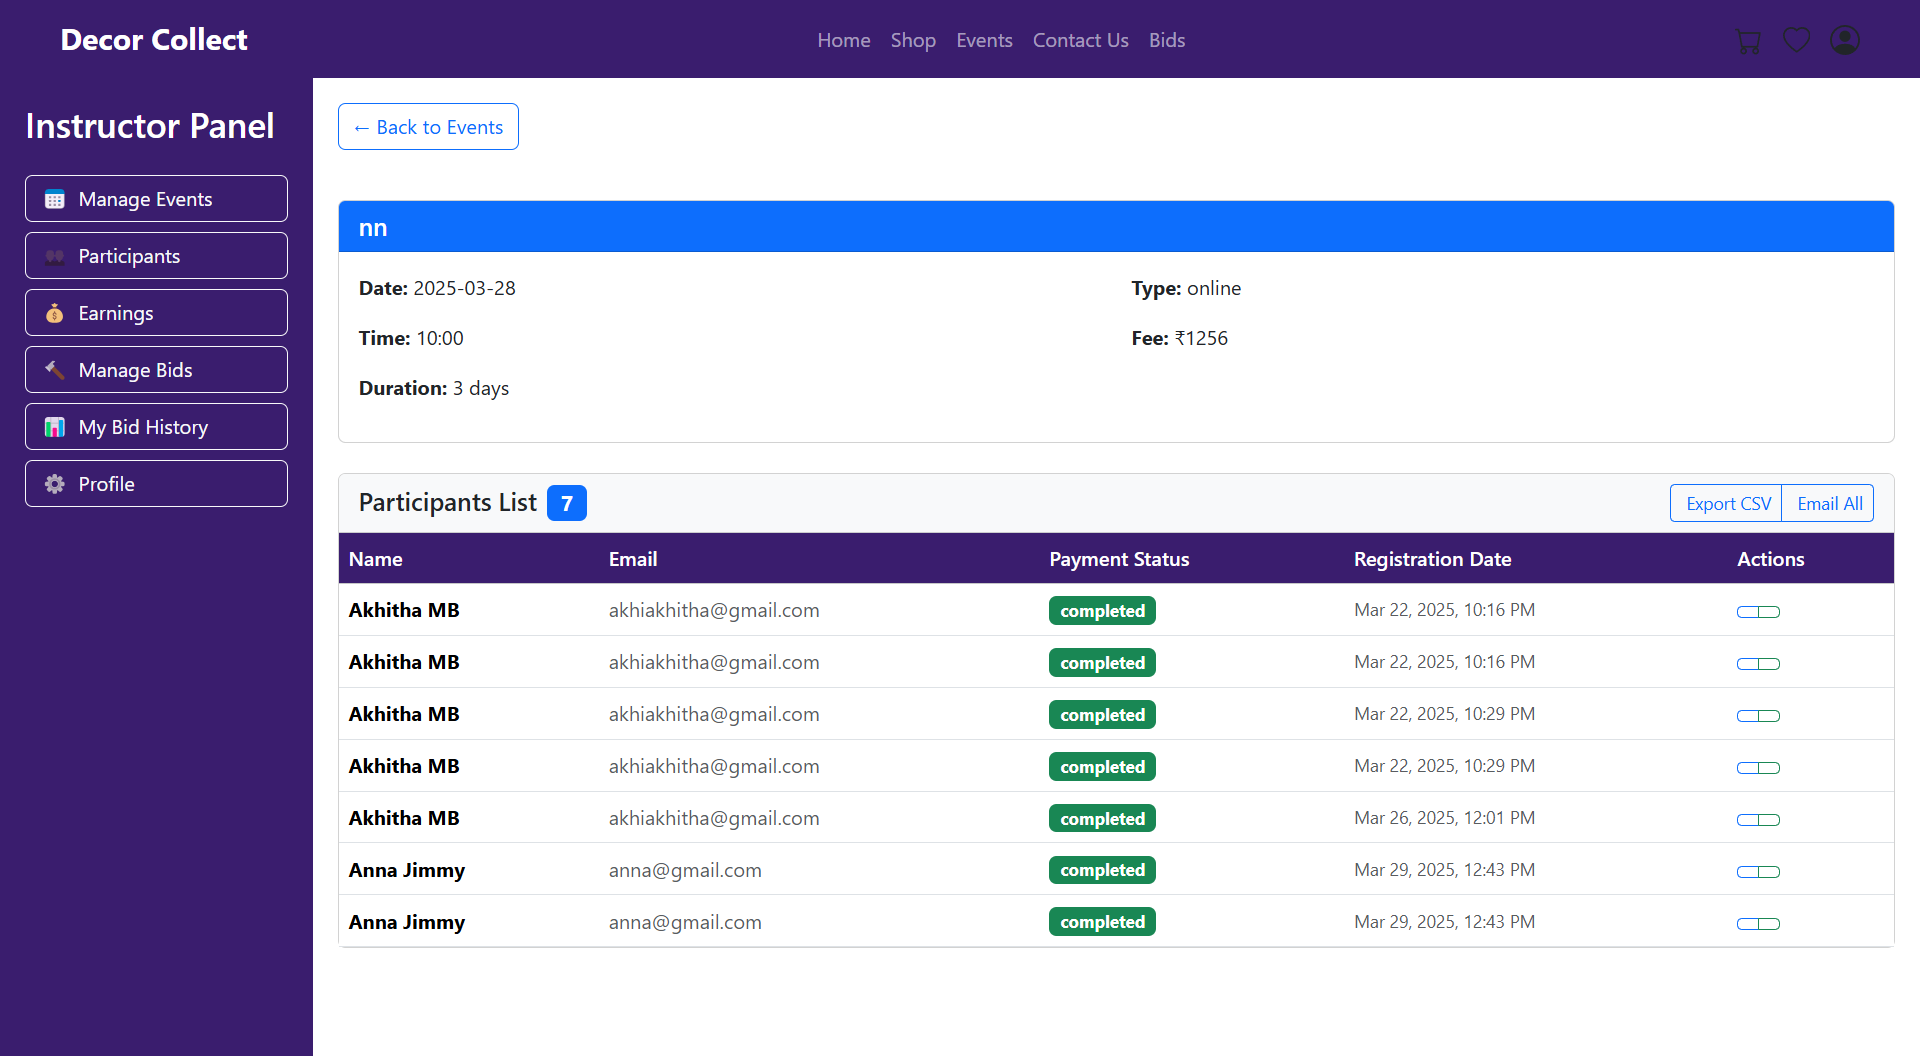 Decor Collect
Home Shop Events Contact Us Bids
Instructor Panel
Manage Events
Participants
Earnings
Manage Bids
My Bid History
Profile
← Back to Events
nn
Date: 2025-03-28
Type: online
Time: 10:00
Fee: ₹1256
Duration: 3 days
Participants List 7
Export CSV Email All
Name Email Payment Status Registration Date Actions
Akhitha MB akhiakhitha@gmail.com completed Mar 22, 2025, 10:16 PM
Akhitha MB akhiakhitha@gmail.com completed Mar 22, 2025, 10:16 PM
Akhitha MB akhiakhitha@gmail.com completed Mar 22, 2025, 10:29 PM
Akhitha MB akhiakhitha@gmail.com completed Mar 22, 2025, 10:29 PM
Akhitha MB akhiakhitha@gmail.com completed Mar 26, 2025, 12:01 PM
Anna Jimmy anna@gmail.com completed Mar 29, 2025, 12:43 PM
Anna Jimmy anna@gmail.com completed Mar 29, 2025, 12:43 PM